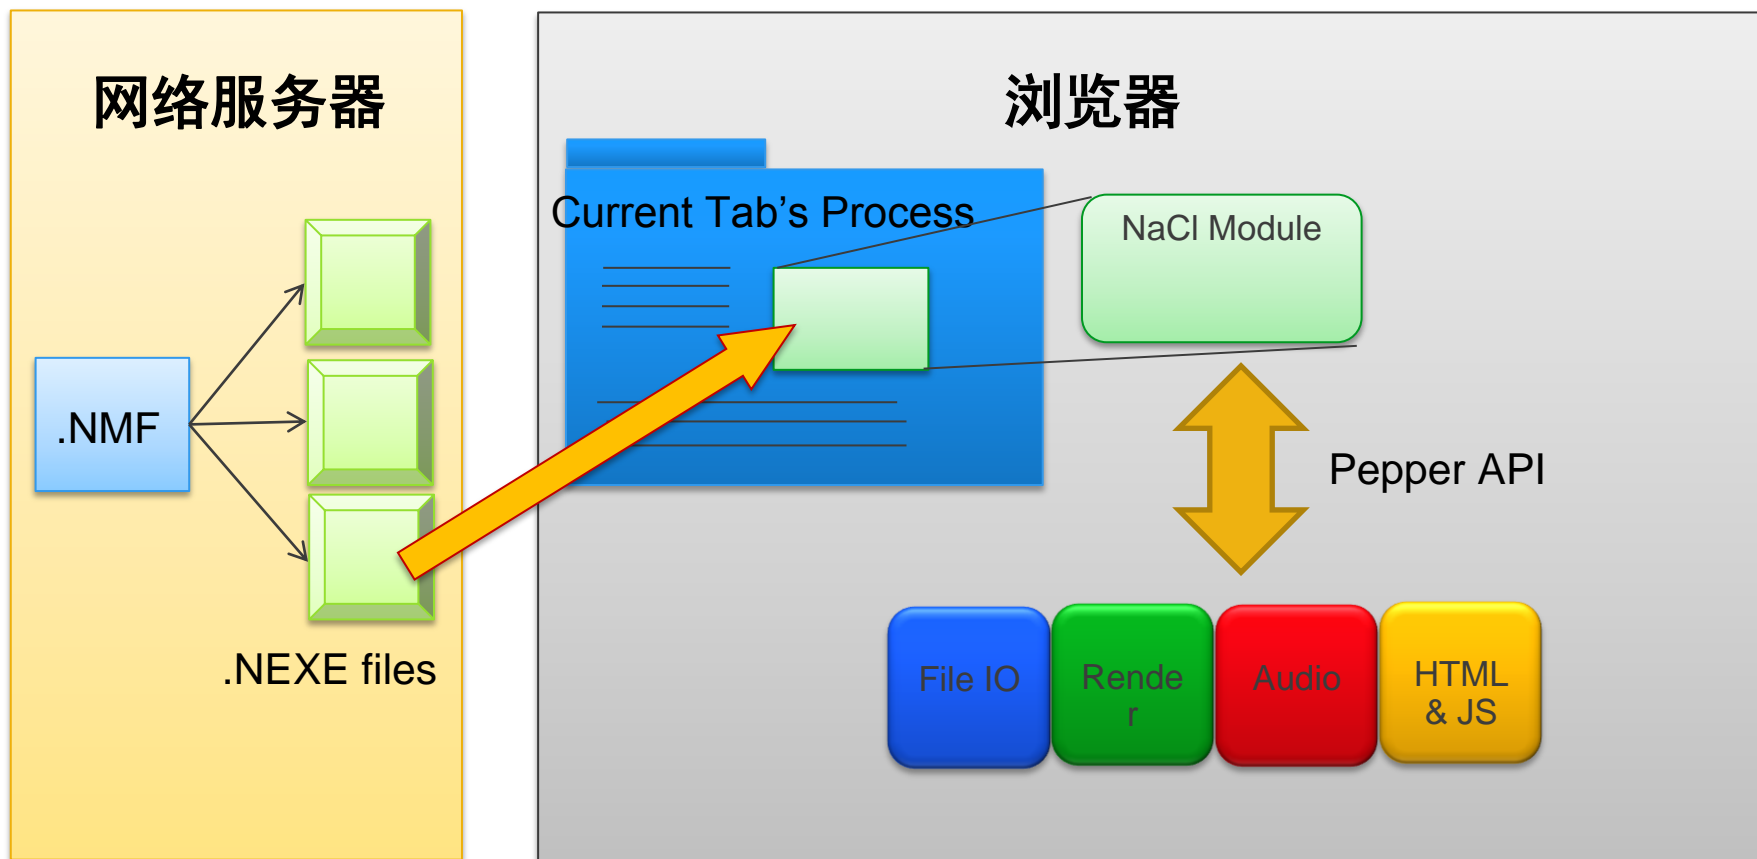 网络服务器
.NMF
.NEXE files
浏览器
Current Tab's Process
NaCl Module
Pepper API
File IO
Rende
r
Audio
HTML
& JS